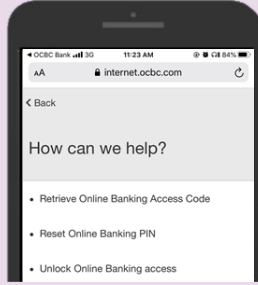 OCBC Bank 3G 11:23 AM 84%
AA internet.ocbc.com
Back
How can we help?
• Retrieve Online Banking Access Code
• Reset Online Banking PIN
• Unlock Online Banking access